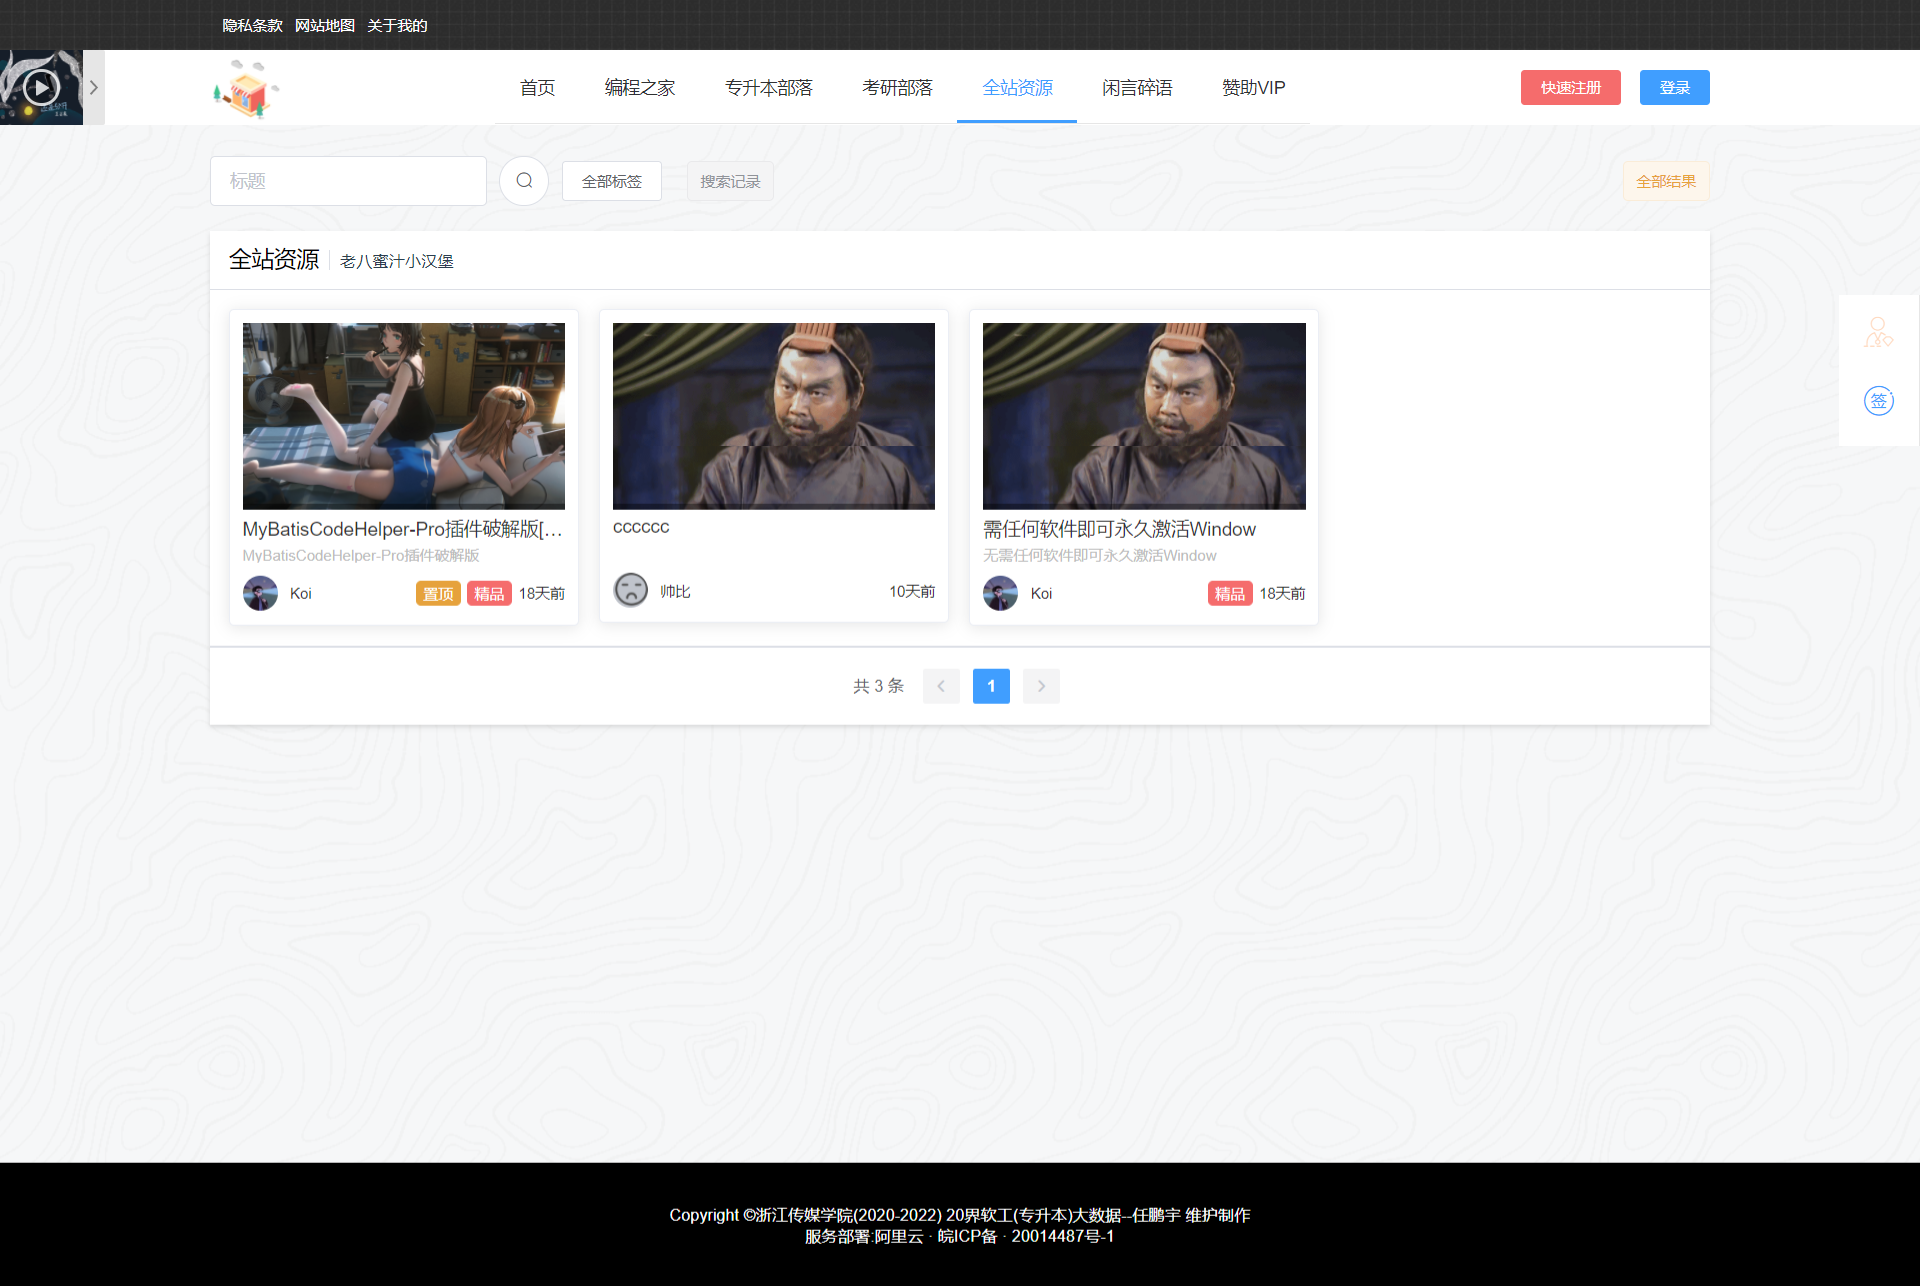 隐私条款 网站地图 关于我的
首页 编程之家 专升本部落 考研部落 全站资源 闲言碎语 赞助VIP
快速注册 登录
标题
全部标签
搜索记录
全部结果
全站资源 老八蜜汁小汉堡
签
MyBatisCodeHelper-Pro插件破解版[...
MyBatisCodeHelper-Pro插件破解版
Koi 置顶 精品 18天前
cccccc
帅比 10天前
需任何软件即可永久激活Window
无需任何软件即可永久激活Window
Koi 精品 18天前
共 3 条 1
Copyright ©浙江传媒学院(2020-2022) 20界软工(专升本)大数据--任鹏宇 维护制作
服务部署:阿里云 · 皖ICP备 · 20014487号-1